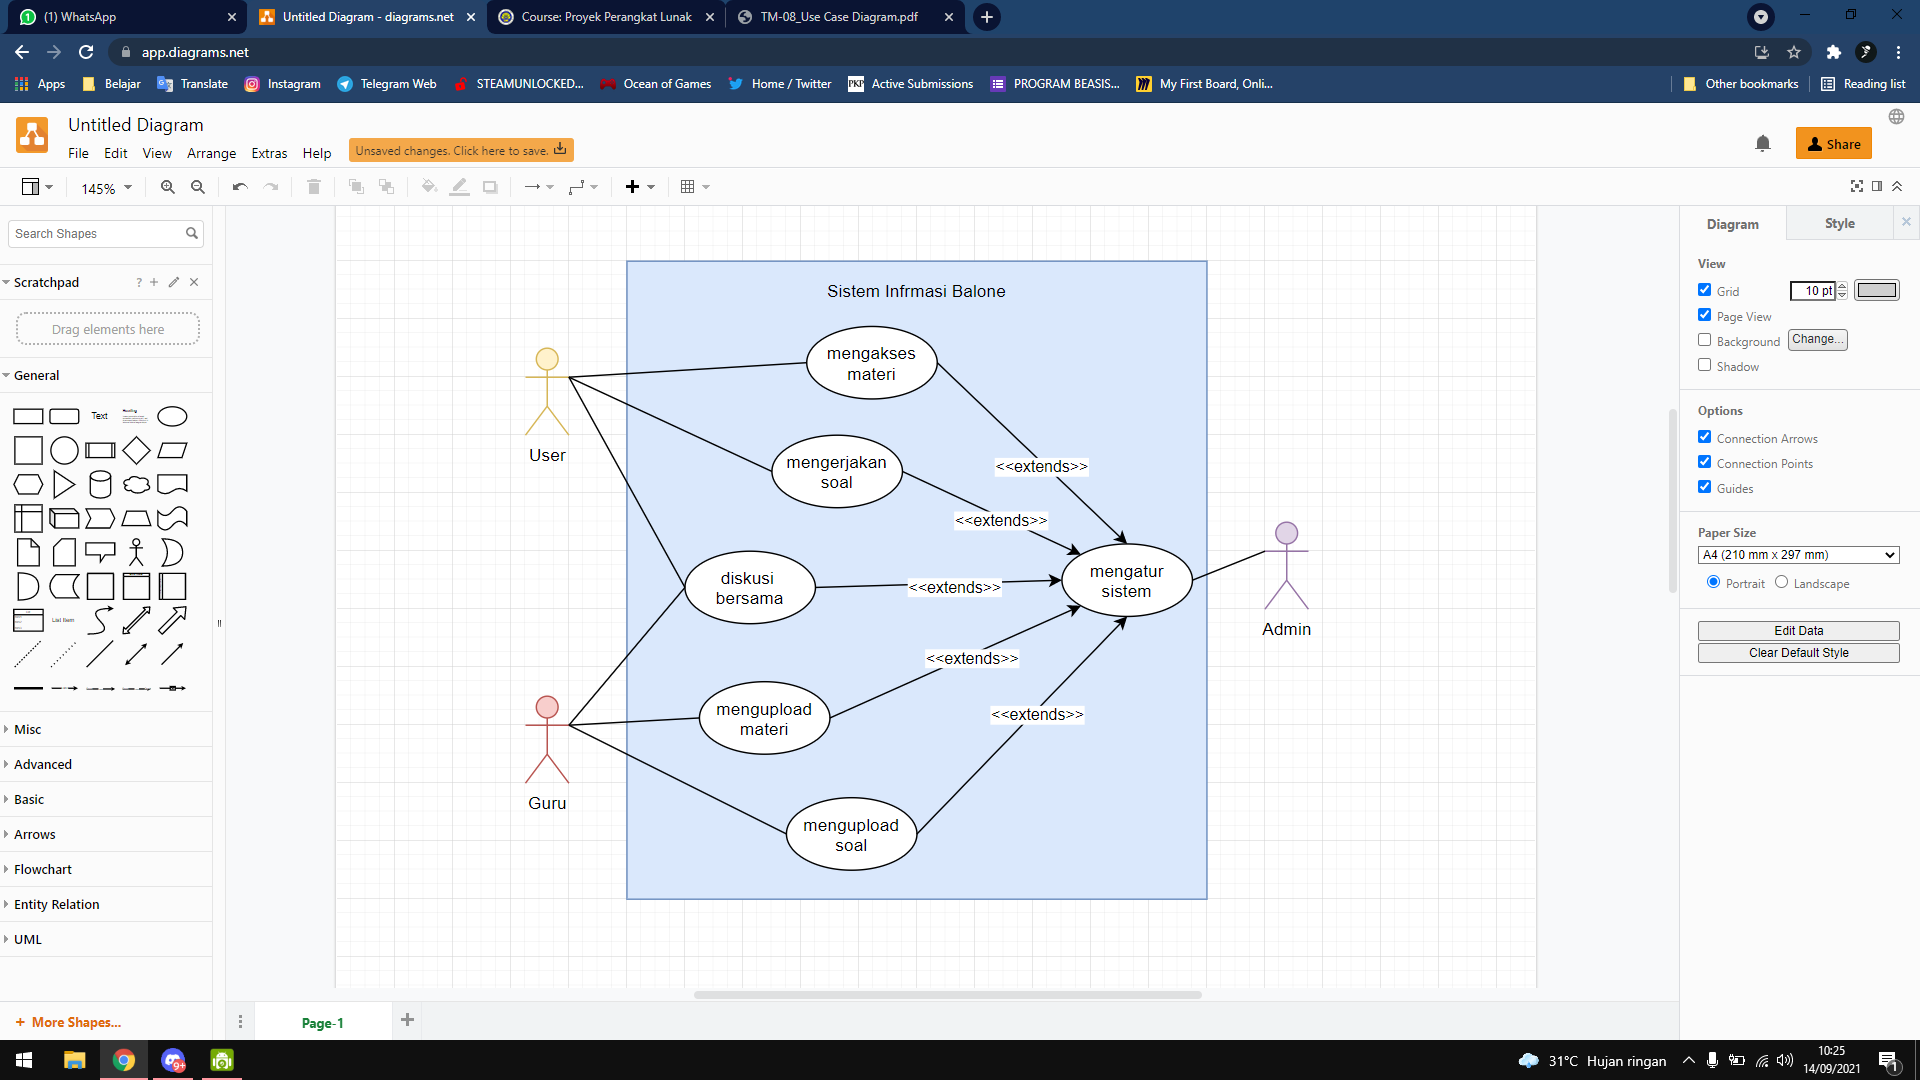 (1) WhatsApp
Untitled Diagram - diagrams.net
Course: Proyek Perangkat Lunak
TM-08_Use Case Diagram.pdf
app.diagrams.net
Apps
Belajar
Translate
Instagram
Telegram Web
STEAMUNLOCKED...
Ocean of Games
Home / Twitter
PKP
Active Submissions
PROGRAM BEASIS...
My First Board, Onli...
Other bookmarks
Reading list
Untitled Diagram
File
Edit
View
Arrange
Extras
Help
Unsaved changes. Click here to save.
Share
145%
Search Shapes
Scratchpad
?
Drag elements here
General
Text
Heading
List Item
Misc
Advanced
Basic
Arrows
Flowchart
Entity Relation
UML
+ More Shapes...
Sistem Infrmasi Balone
mengakses
materi
User
mengerjakan
soal
<<extends>>
<<extends>>
diskusi
bersama
<<extends>>
mengatur
sistem
Admin
<<extends>>
mengupload
materi
<<extends>>
Guru
mengupload
soal
Page-1
Diagram
Style
View
Grid
10 pt
Page View
Background
Change...
Shadow
Options
Connection Arrows
Connection Points
Guides
Paper Size
A4 (210 mm x 297 mm)
Portrait
Landscape
Edit Data
Clear Default Style
9+
31°C Hujan ringan
10:25
14/09/2021
1